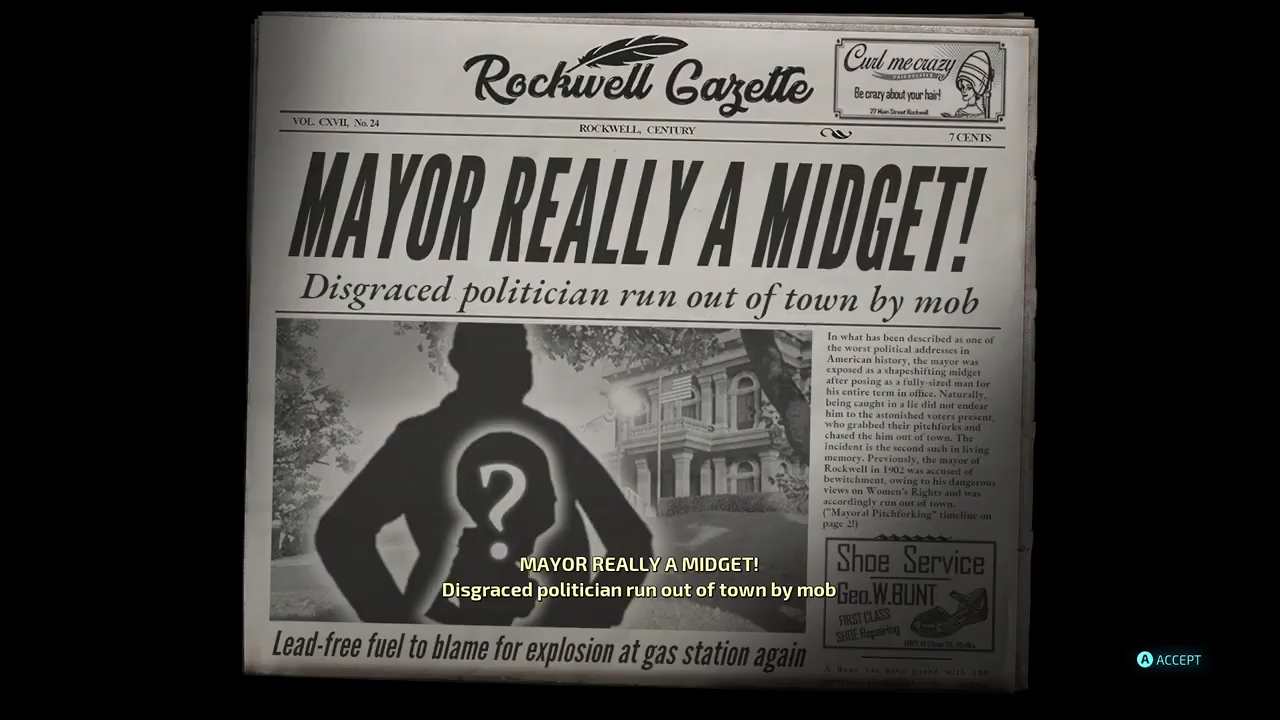 Rockwell Gazette
Curl me crazy
HAIR STYLES
Be crazy about your hair!
77 Main Street Rockwell
VOL. CXVII, No. 24
ROCKWELL, CENTURY
7 CENTS
MAYOR REALLY A MIDGET!
Disgraced politician run out of town by mob
In what has been described as one of
the worst political addresses in
American history, the mayor was
exposed as a shapeshifting midget
after posing as a fully-sized man for
his entire term in office. Naturally,
being caught in a lie did not endear
him to the astonished voters present,
who grabbed their pitchforks and
chased the him out of town. The
incident is the second such in living
memory. Previously, the mayor of
Rockwell in 1902 was accused of
bewitchment, owing to his dangerous
views on Women's Rights and was
accordingly run out of town.
("Mayoral Pitchforking" timeline on
page 2!)
?
MAYOR REALLY A MIDGET!
Disgraced politician run out of town by mob
Shoe Service
Geo.W.BUNT
FIRST CLASS
SHOE Repairing
Lead-free fuel to blame for explosion at gas station again
A ACCEPT